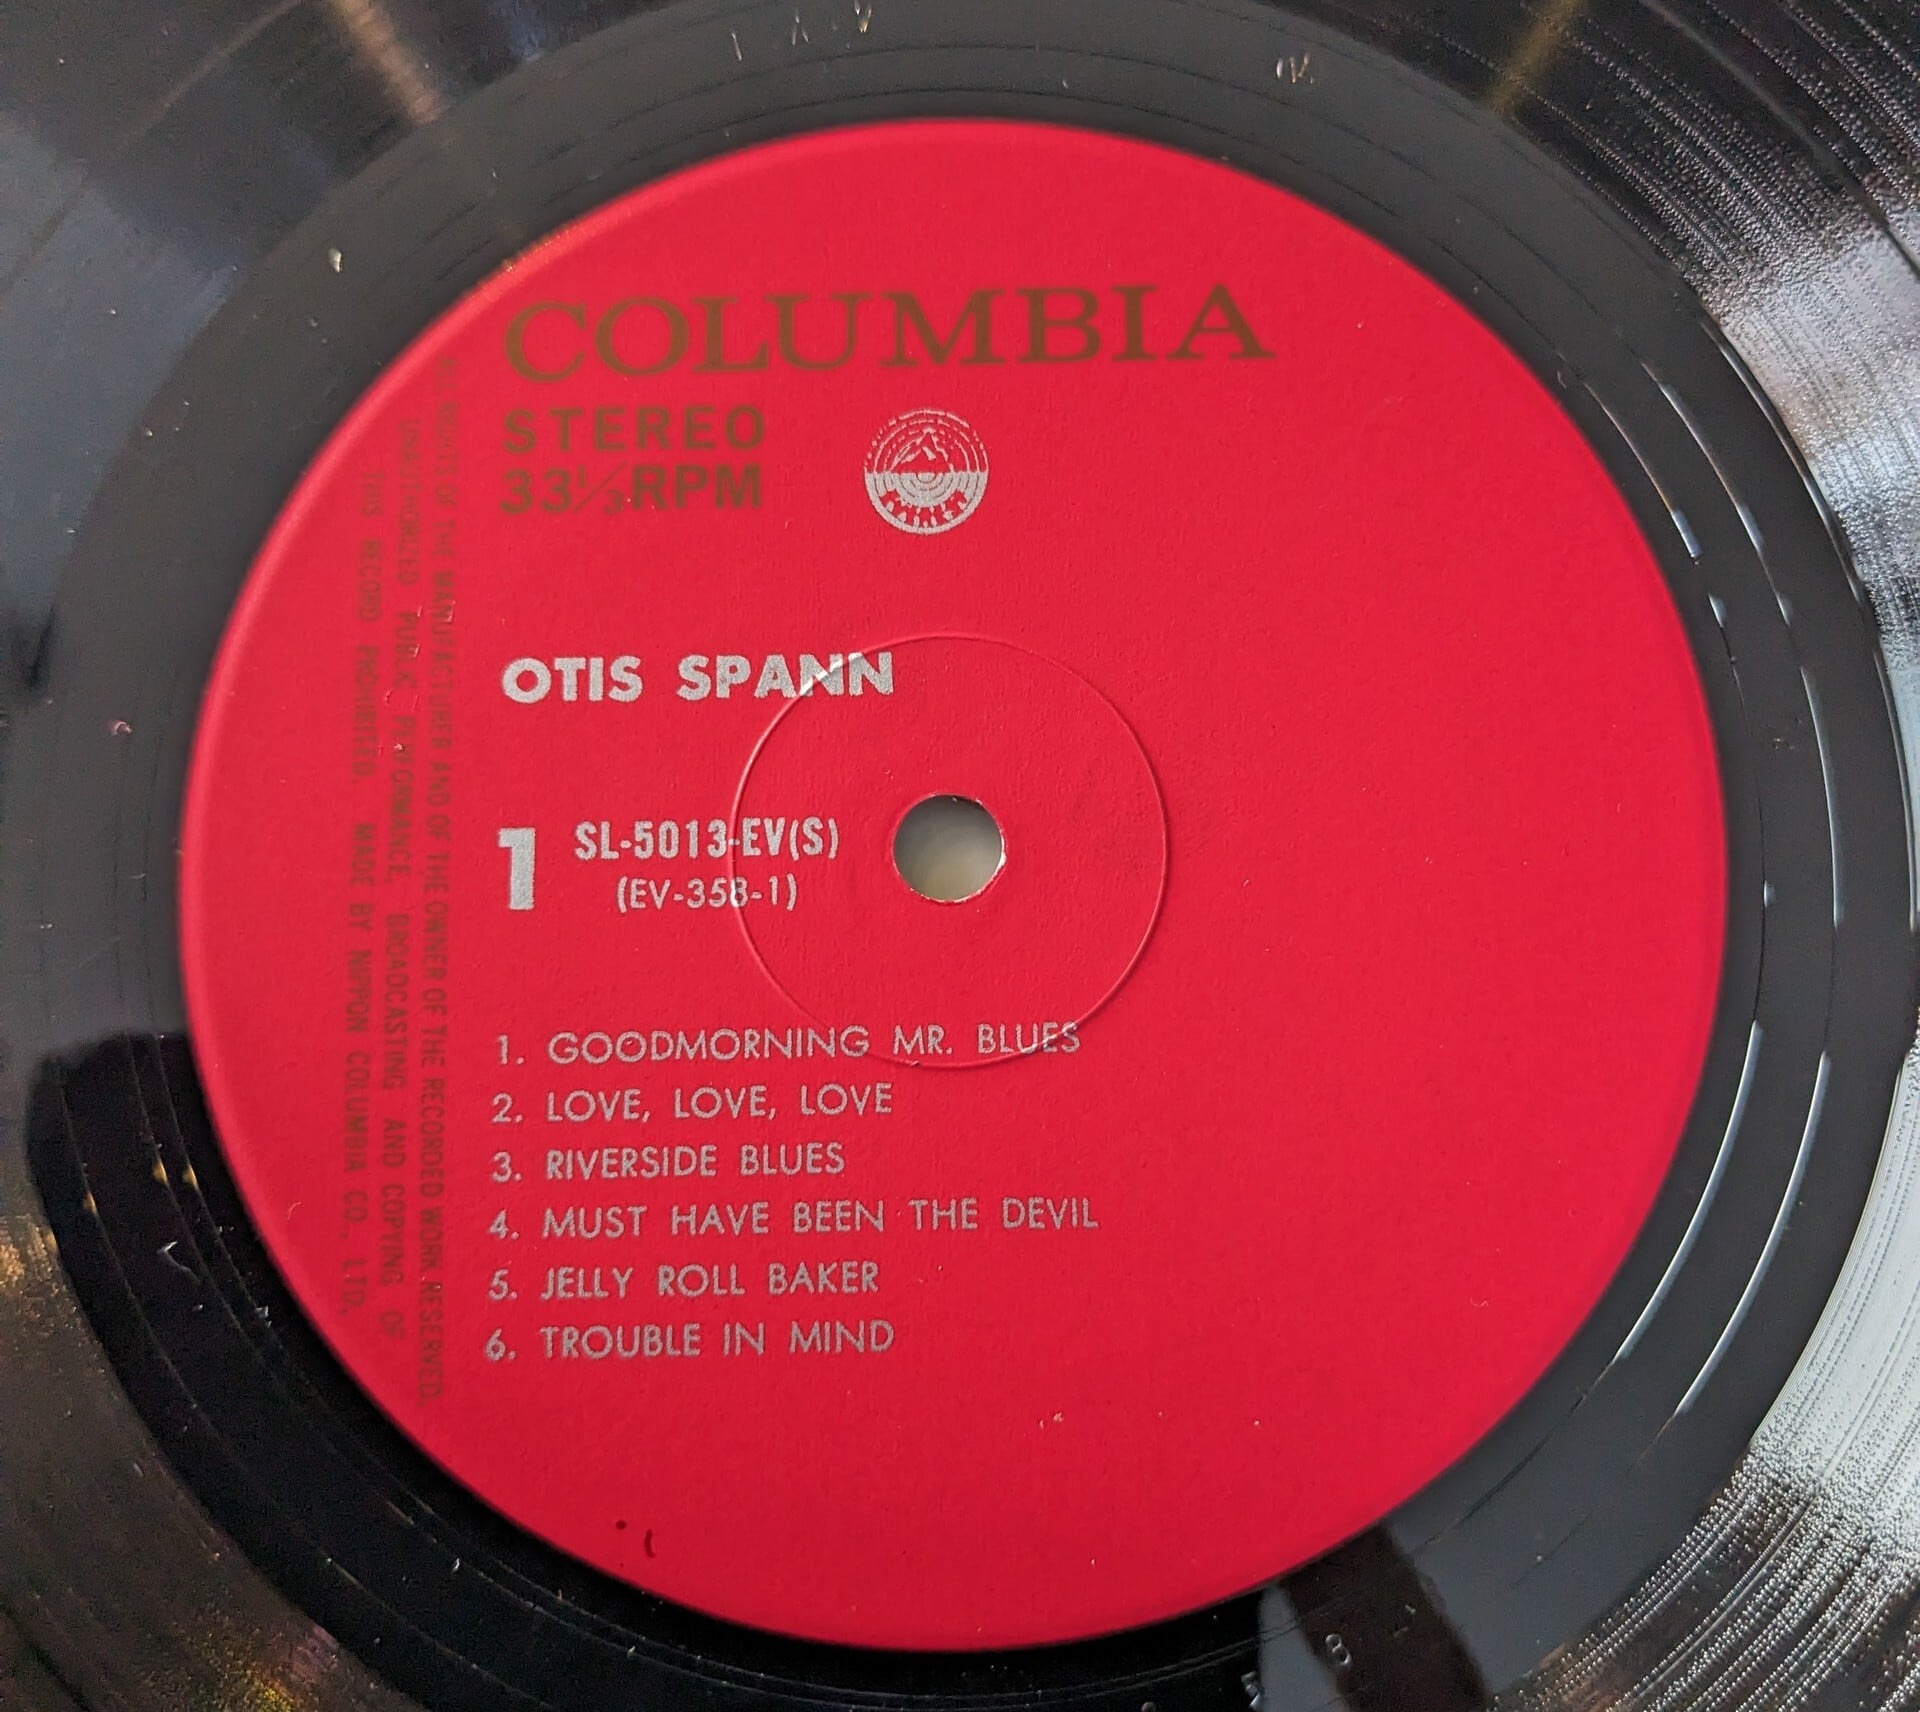 COLUMBIA
STEREO
33⅓RPM
OTIS SPANN
1
SL-5013-EV(S)
(EV-358-1)
1. GOODMORNING MR. BLUES
2. LOVE, LOVE, LOVE
3. RIVERSIDE BLUES
4. MUST HAVE BEEN THE DEVIL
5. JELLY ROLL BAKER
6. TROUBLE IN MIND
ALL RIGHTS OF THE MANUFACTURER AND OF THE OWNER OF THE RECORDED WORK RESERVED.
UNAUTHORIZED PUBLIC PERFORMANCE, BROADCASTING AND COPYING OF
THIS RECORD PROHIBITED. MADE BY NIPPON COLUMBIA CO., LTD.